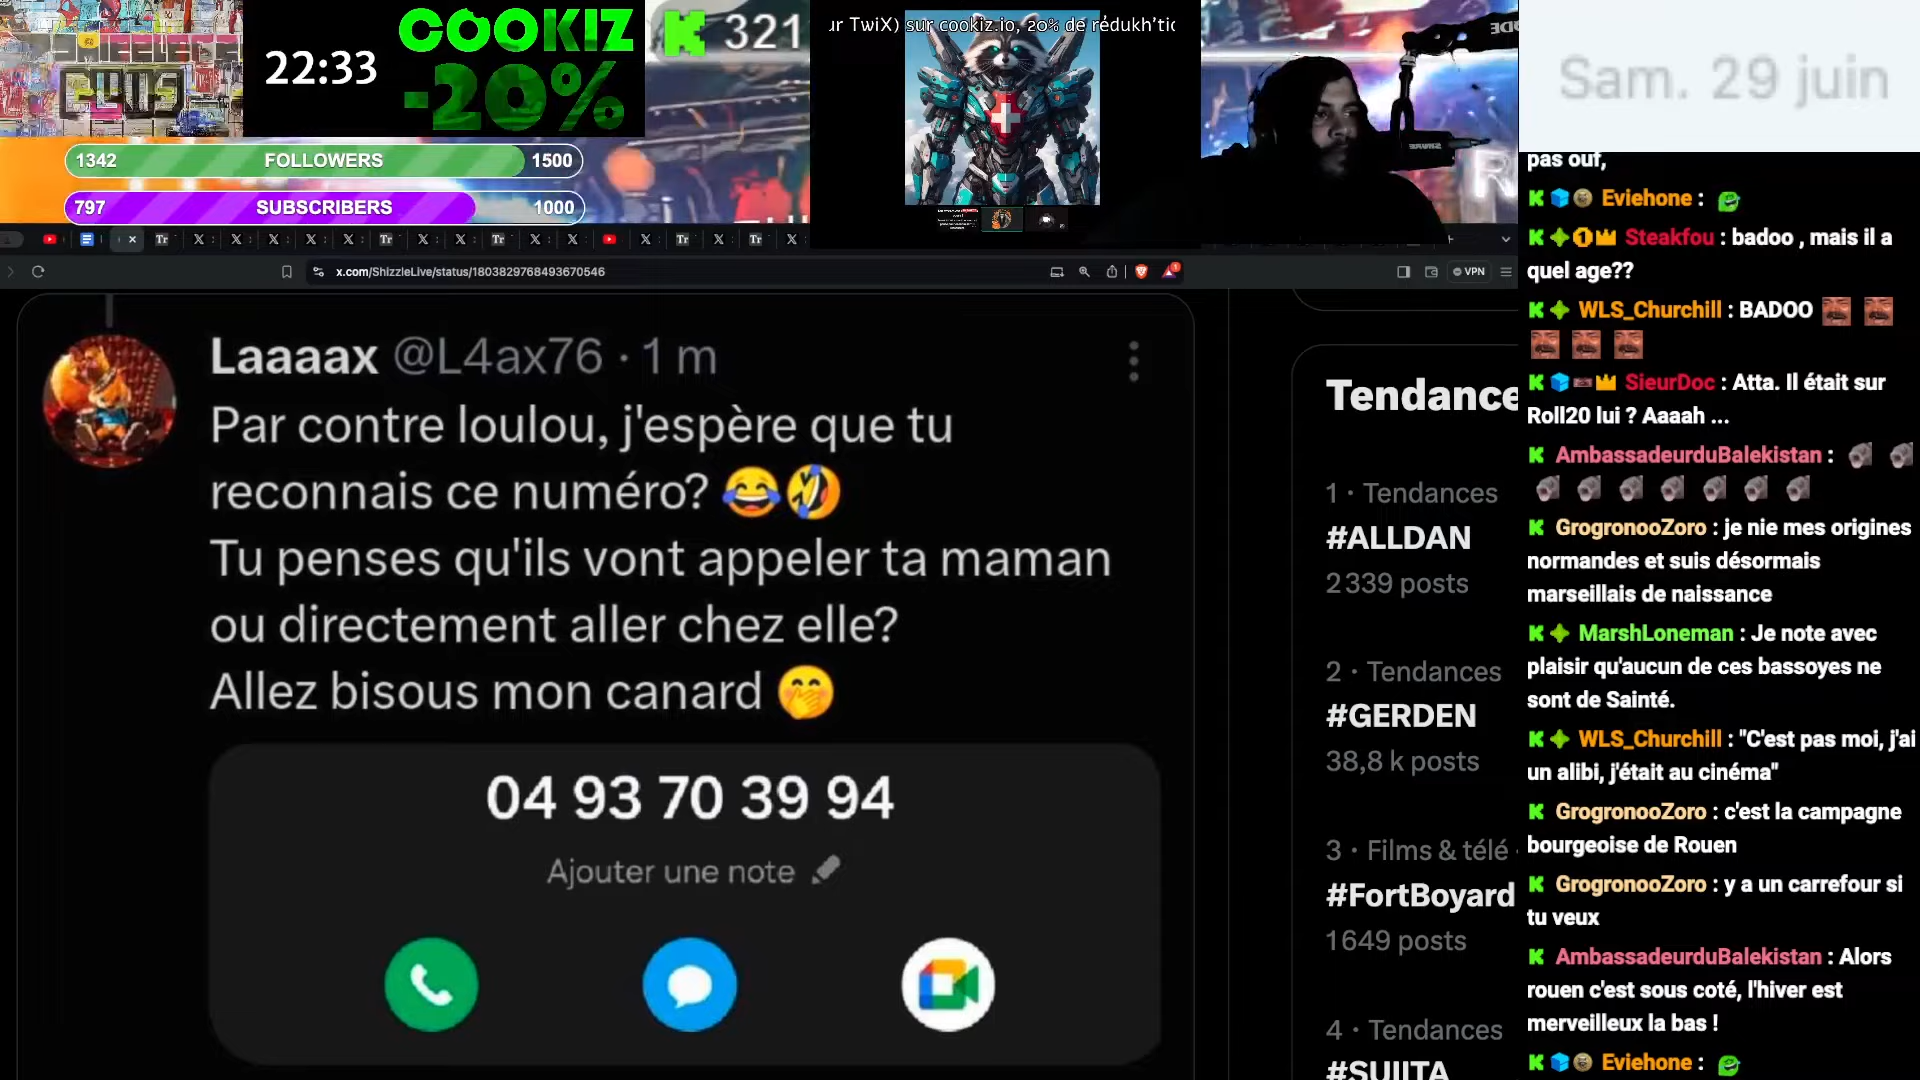 22:33
COOKIZ
-20%
321
ur TwiX) sur cookiz.io, 20% de rédukh'tic
Sam. 29 juin
1342 FOLLOWERS 1500
797 SUBSCRIBERS 1000
x.com/ShizzleLive/status/1803829768493670546
VPN
Laaaax @L4ax76 · 1 m
Par contre loulou, j'espère que tu
reconnais ce numéro? 😂🤣
Tu penses qu'ils vont appeler ta maman
ou directement aller chez elle?
Allez bisous mon canard 🤭
04 93 70 39 94
Ajouter une note
Tendance
1 · Tendances
#ALLDAN
2 339 posts
2 · Tendances
#GERDEN
38,8 k posts
3 · Films & télé ·
#FortBoyard
1 649 posts
4 · Tendances
#SUJITA
pas ouf,
Eviehone :
Steakfou : badoo , mais il a
quel age??
WLS_Churchill : BADOO
SieurDoc : Atta. Il était sur
Roll20 lui ? Aaaah ...
AmbassadeurduBalekistan :
GrogronooZoro : je nie mes origines
normandes et suis désormais
marseillais de naissance
MarshLoneman : Je note avec
plaisir qu'aucun de ces bassoyes ne
sont de Sainté.
WLS_Churchill : "C'est pas moi, j'ai
un alibi, j'était au cinéma"
GrogronooZoro : c'est la campagne
bourgeoise de Rouen
GrogronooZoro : y a un carrefour si
tu veux
AmbassadeurduBalekistan : Alors
rouen c'est sous coté, l'hiver est
merveilleux la bas !
Eviehone :